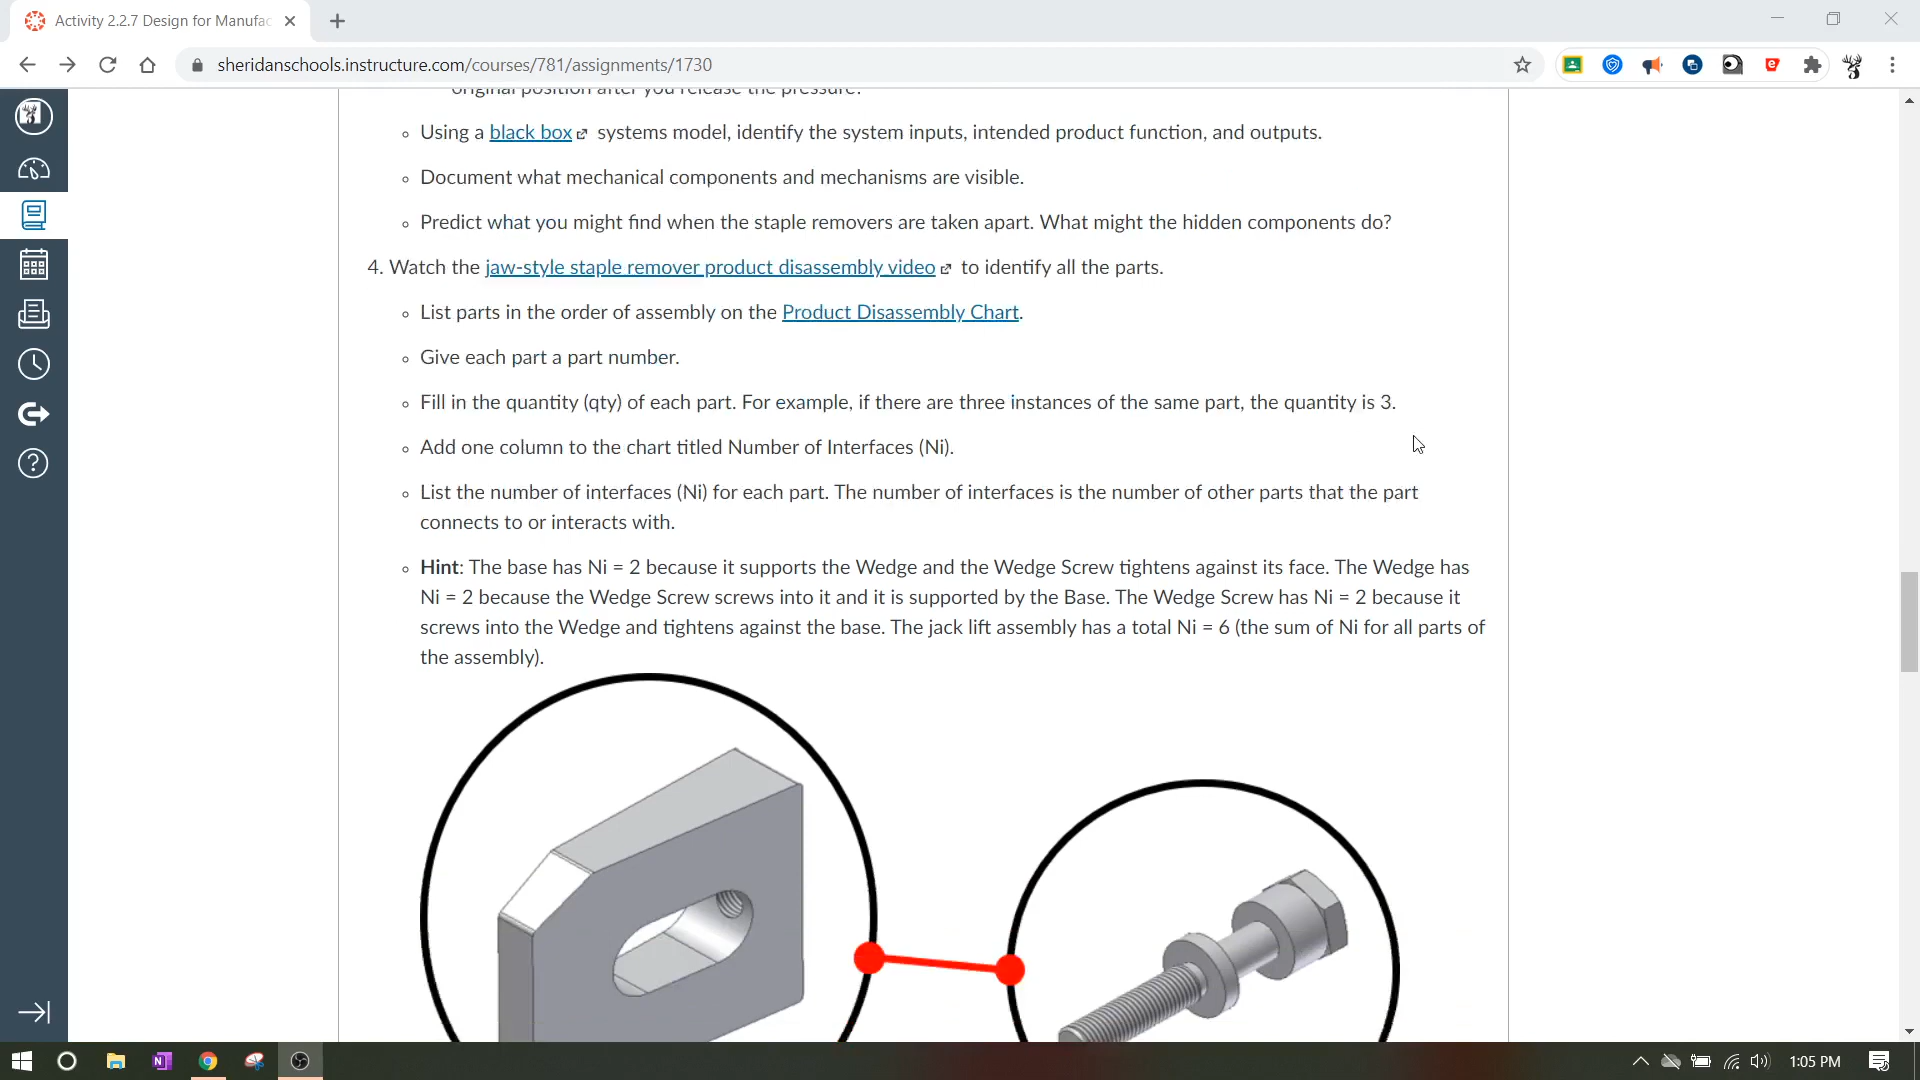 Activity 2.2.7 Design for Manufac
sheridanschools.instructure.com/courses/781/assignments/1730
original position after you release the pressure?
Using a black box systems model, identify the system inputs, intended product function, and outputs.
Document what mechanical components and mechanisms are visible.
Predict what you might find when the staple removers are taken apart. What might the hidden components do?
4. Watch the jaw-style staple remover product disassembly video to identify all the parts.
List parts in the order of assembly on the Product Disassembly Chart.
Give each part a part number.
Fill in the quantity (qty) of each part. For example, if there are three instances of the same part, the quantity is 3.
Add one column to the chart titled Number of Interfaces (Ni).
List the number of interfaces (Ni) for each part. The number of interfaces is the number of other parts that the part
connects to or interacts with.
Hint: The base has Ni = 2 because it supports the Wedge and the Wedge Screw tightens against its face. The Wedge has
Ni = 2 because the Wedge Screw screws into it and it is supported by the Base. The Wedge Screw has Ni = 2 because it
screws into the Wedge and tightens against the base. The jack lift assembly has a total Ni = 6 (the sum of Ni for all parts of
the assembly).
1:05 PM